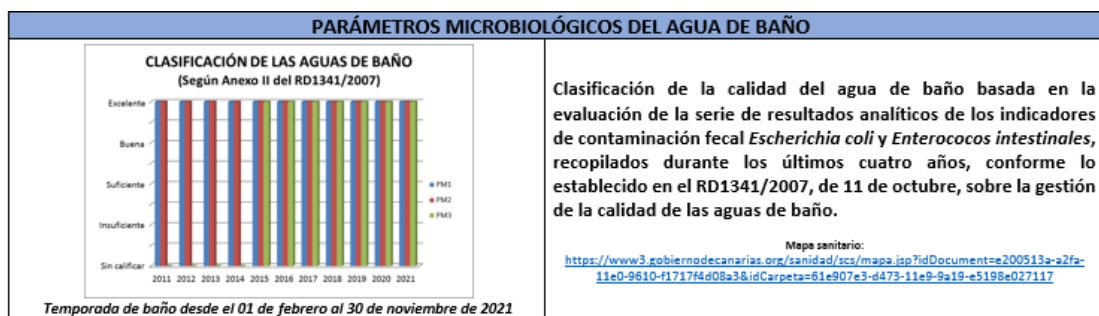 PARÁMETROS MICROBIOLÓGICOS DEL AGUA DE BAÑO
CLASIFICACIÓN DE LAS AGUAS DE BAÑO
(Según Anexo II del RD1341/2007)
Excelente
Buena
Suficiente
Insuficiente
Sin calificar
PM1
PM2
PM3
2011 2012 2013 2014 2015 2016 2017 2018 2019 2020 2021
Temporada de baño desde el 01 de febrero al 30 de noviembre de 2021
Clasificación de la calidad del agua de baño basada en la
evaluación de la serie de resultados analíticos de los indicadores
de contaminación fecal Escherichia coli y Enterococos intestinales,
recopilados durante los últimos cuatro años, conforme lo
establecido en el RD1341/2007, de 11 de octubre, sobre la gestión
de la calidad de las aguas de baño.
Mapa sanitario:
https://www3.gobiernodecanarias.org/sanidad/scs/mapa.jsp?idDocument=e200513a-a2fa-
11e0-9610-f1717f4d08a3&idCarpeta=61e907e3-d473-11e9-9a19-e5198e027117